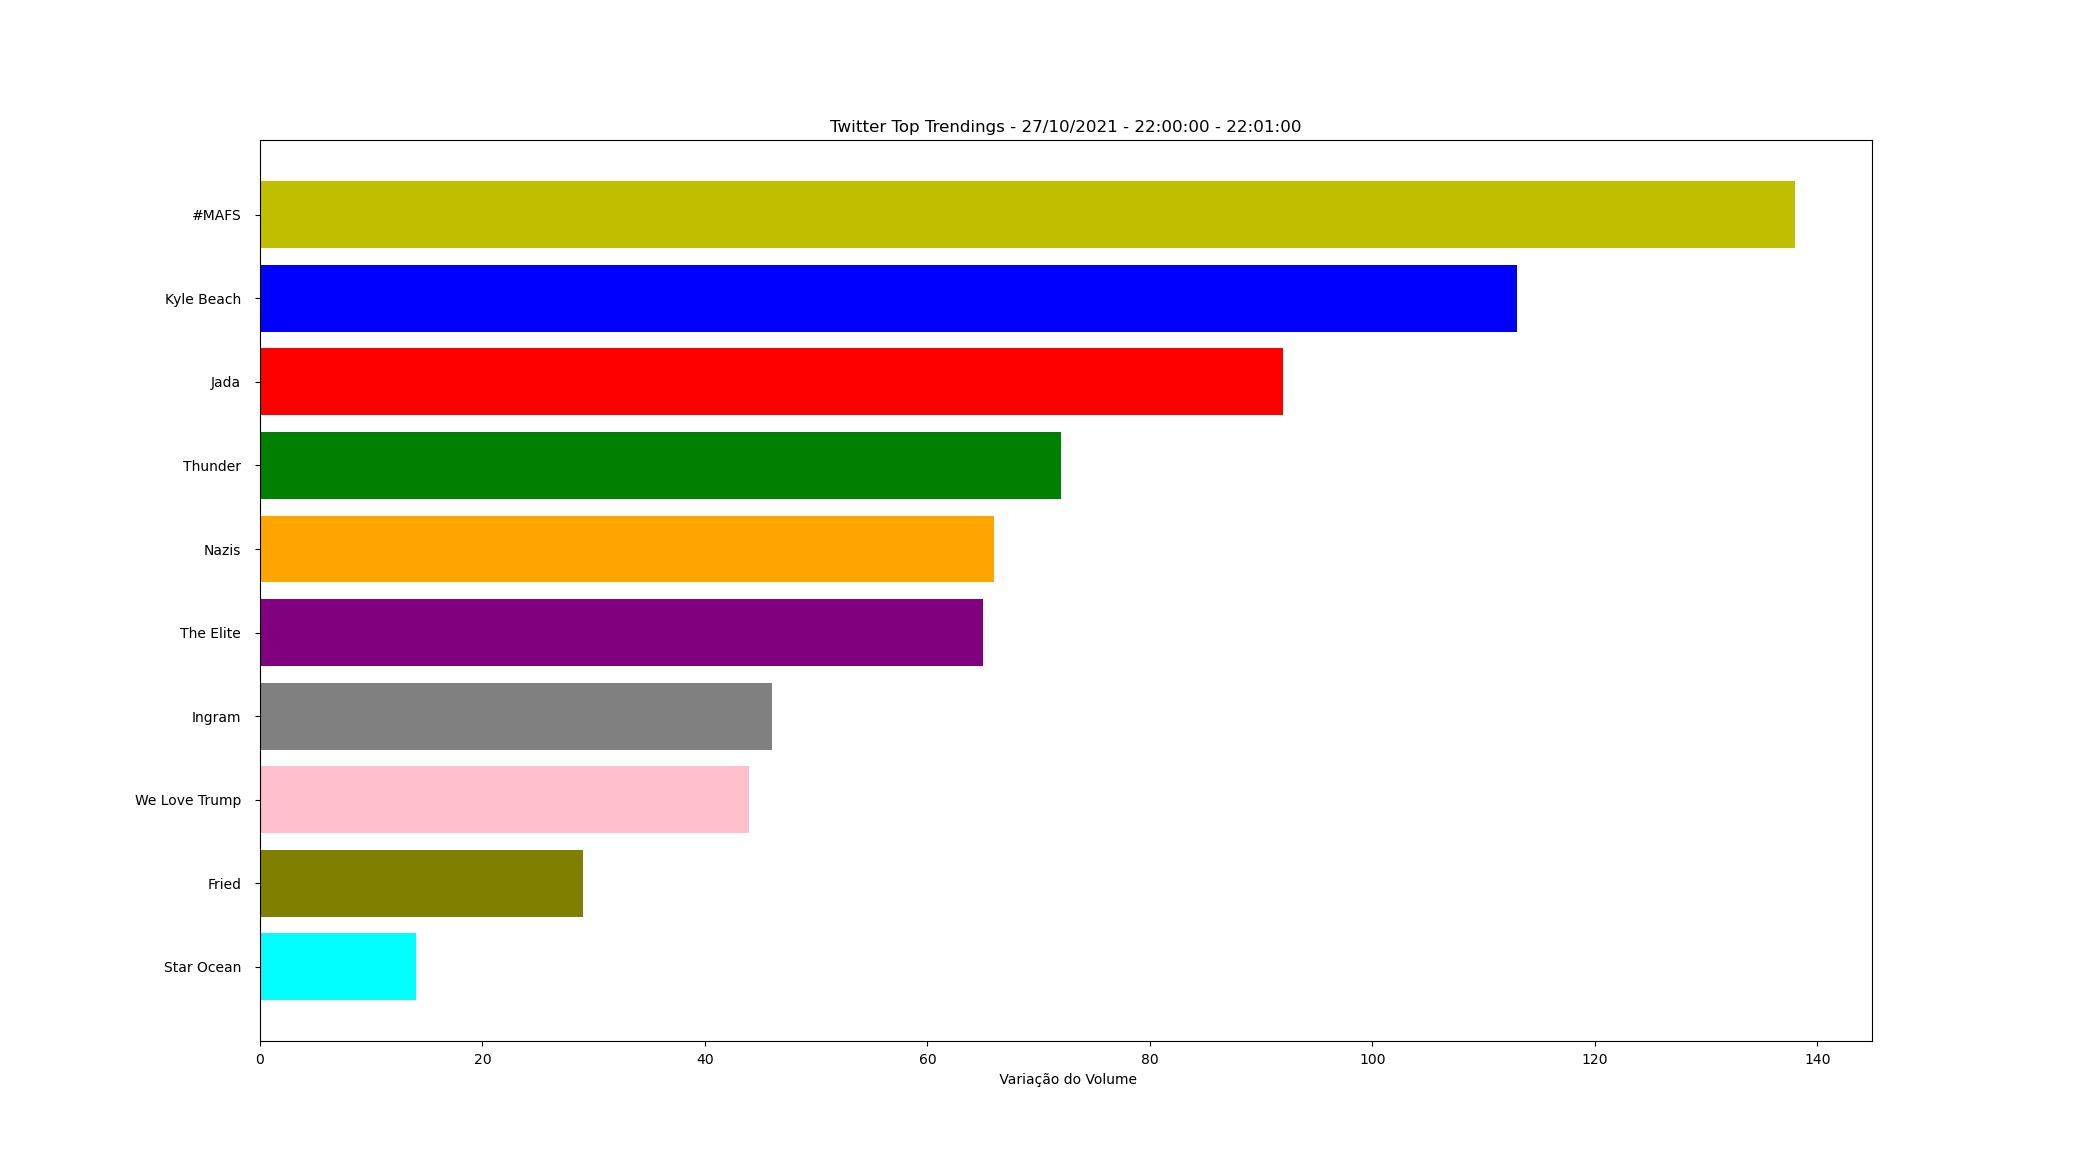 Twitter Top Trendings - 27/10/2021 - 22:00:00 - 22:01:00
#MAFS
Kyle Beach
Jada
Thunder
Nazis
The Elite
Ingram
We Love Trump
Fried
Star Ocean
0 20 40 60 80 100 120 140
Variação do Volume